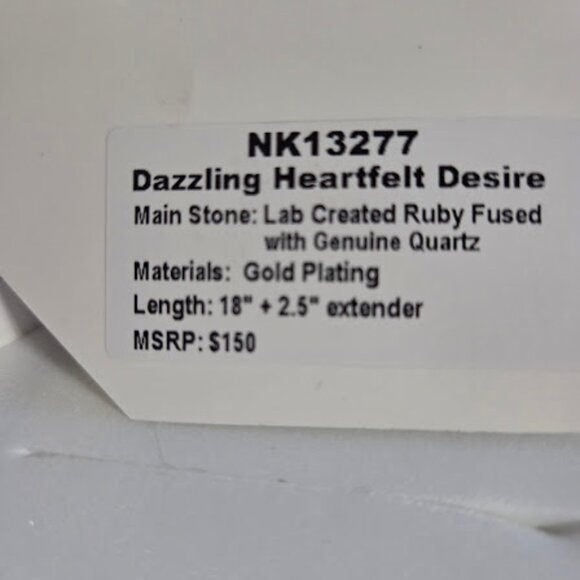 NK13277
Dazzling Heartfelt Desire
Main Stone: Lab Created Ruby Fused
with Genuine Quartz
Materials: Gold Plating
Length: 18" + 2.5" extender
MSRP: $150